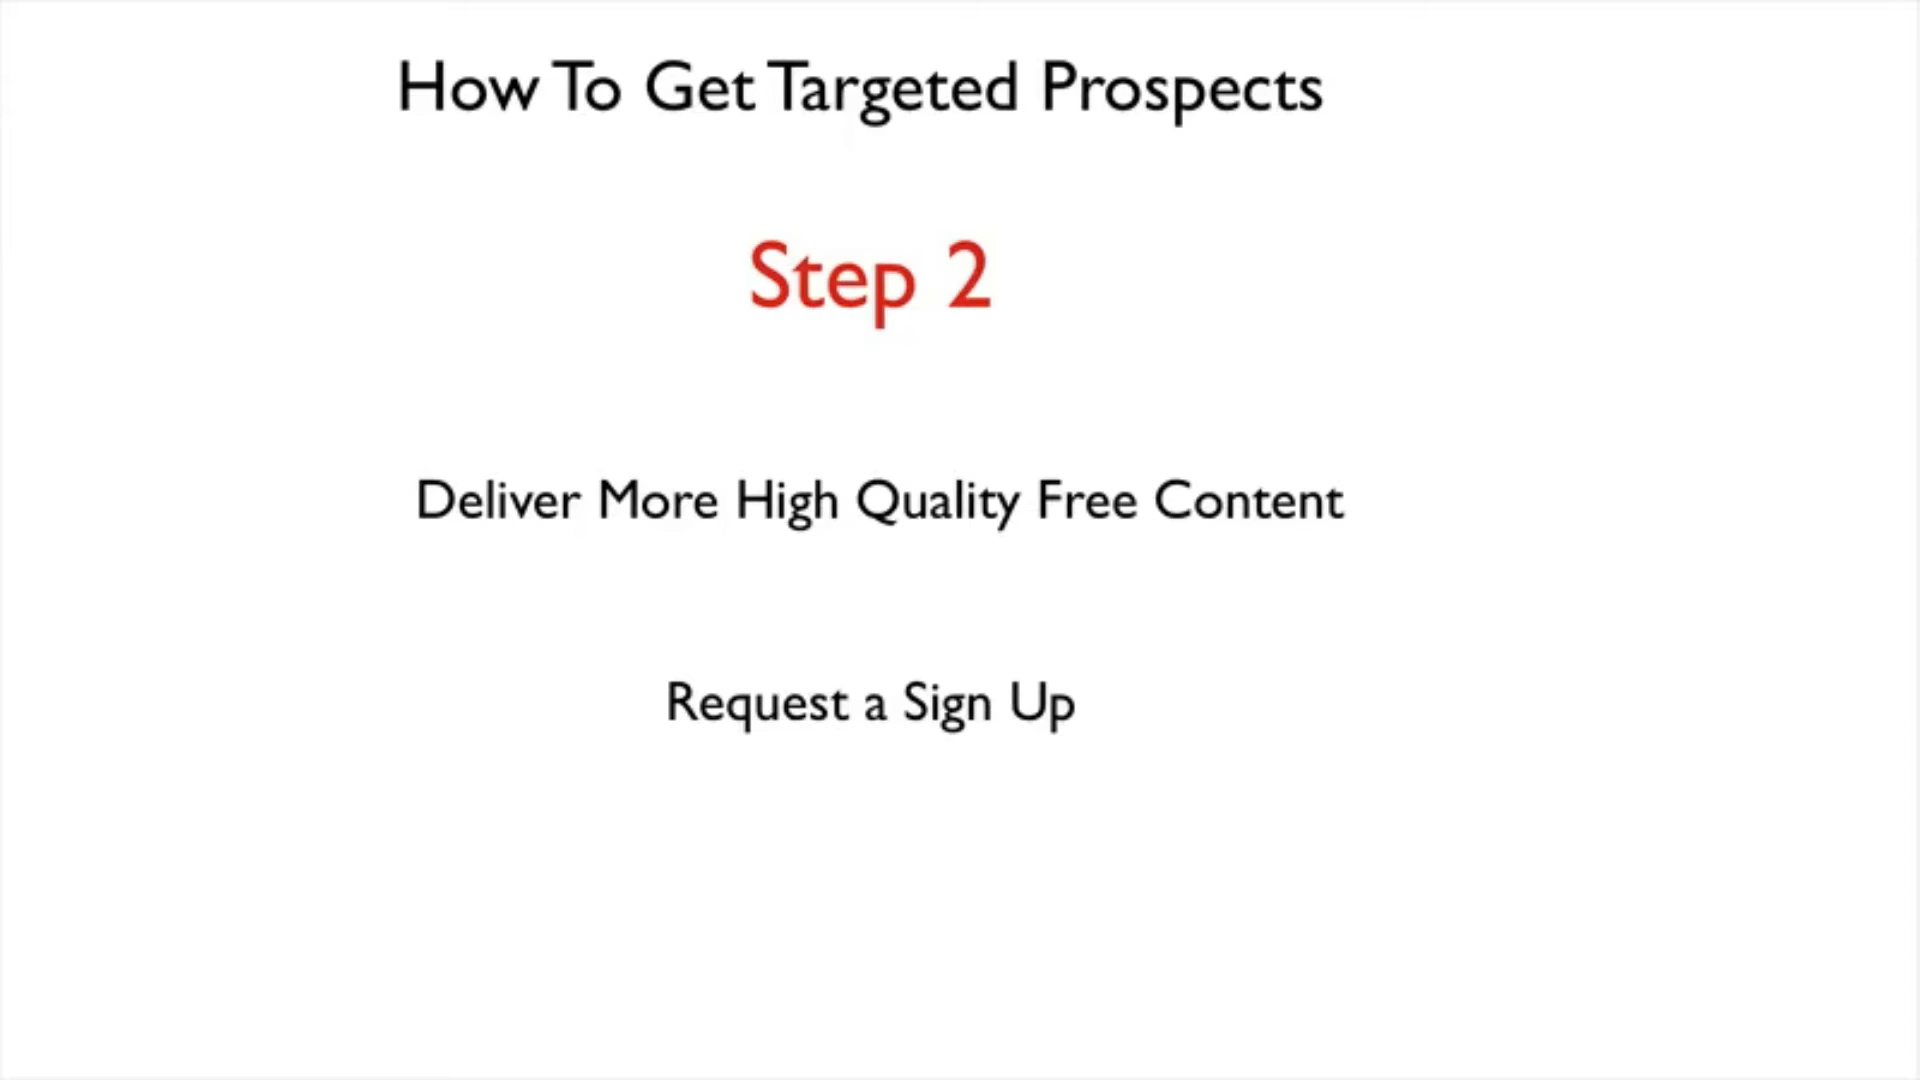 How To Get Targeted Prospects
Step 2
Deliver More High Quality Free Content
Request a Sign Up